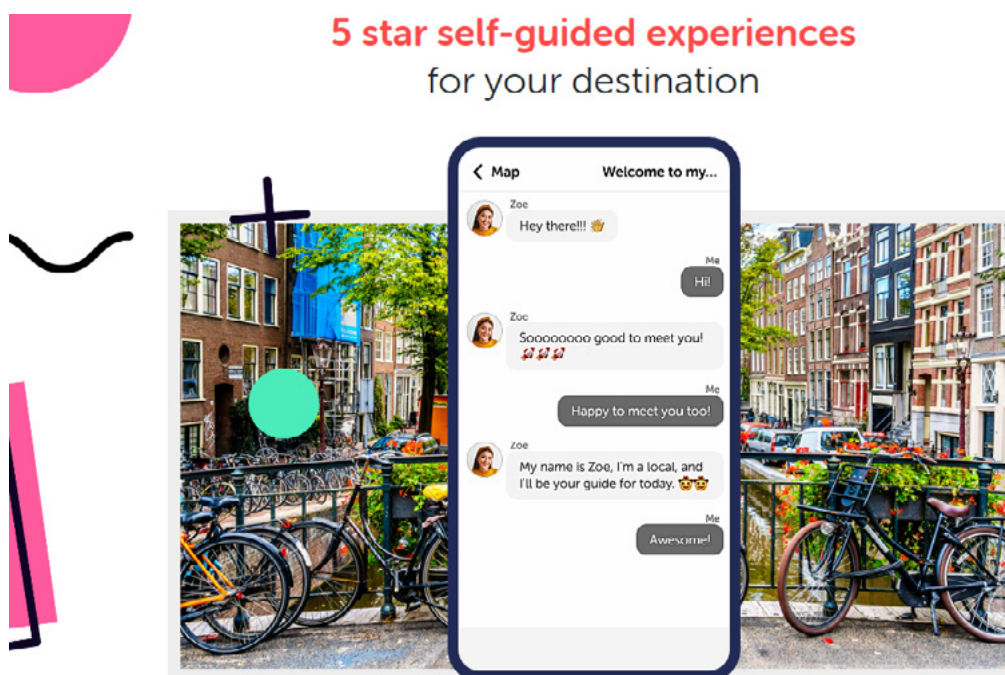 5 star self-guided experiences
for your destination
Map
Welcome to my...
Zoe
Hey there!!! 👋
Me
Hi!
Zoe
Sooooooooo good to meet you!
🚀🚀🚀
Me
Happy to meet you too!
Zoe
My name is Zoe, I'm a local, and
I'll be your guide for today. 🤠🤠
Me
Awesome!